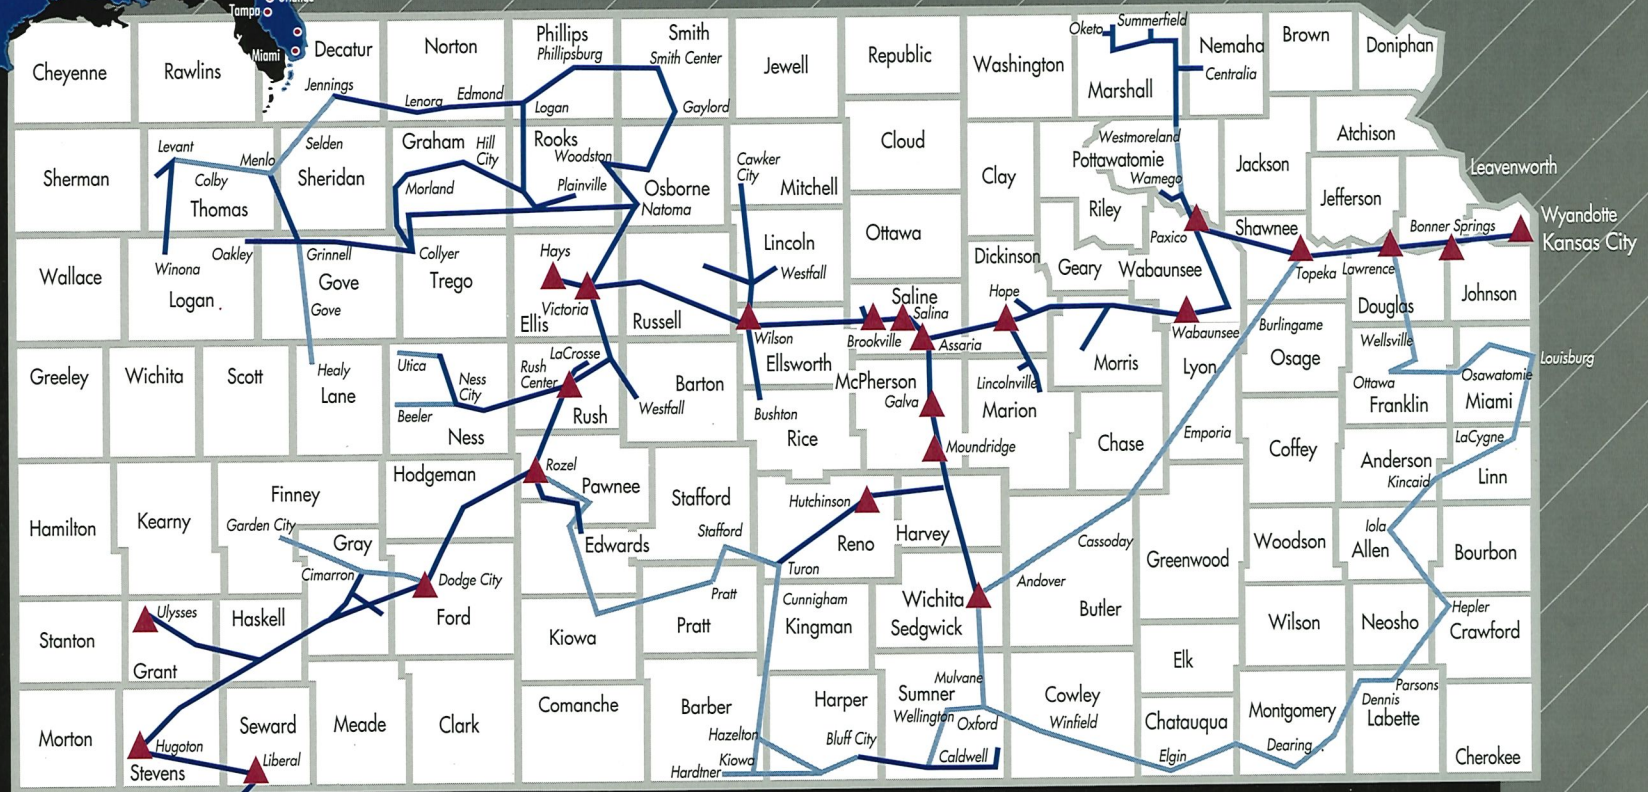 Tampa
Miami
Cheyenne
Rawlins
Decatur
Jennings
Norton
Lenora
Edmond
Phillips
Phillipsburg
Logan
Smith
Smith Center
Gaylord
Jewell
Republic
Washington
Oketo
Summerfield
Marshall
Nemaha
Centralia
Brown
Doniphan
Sherman
Levant
Colby
Thomas
Menlo
Selden
Sheridan
Graham
Hill
City
Morland
Rooks
Woodston
Plainville
Osborne
Natoma
Cawker
City
Mitchell
Cloud
Clay
Westmoreland
Pottawatomie
Wamego
Riley
Jackson
Atchison
Jefferson
Leavenworth
Wyandotte
Kansas City
Bonner Springs
Wallace
Winona
Logan
Oakley
Grinnell
Gove
Gove
Collyer
Trego
Hays
Victoria
Ellis
Russell
Lincoln
Westfall
Wilson
Ottawa
Saline
Salina
Brookville
Assaria
Dickinson
Hope
Geary
Wabaunsee
Paxico
Wabaunsee
Shawnee
Topeka
Lawrence
Douglas
Johnson
Greeley
Wichita
Scott
Healy
Lane
Utica
Beeler
Ness
City
Ness
LaCrosse
Rush
Center
Rush
Westfall
Barton
Ellsworth
Bushton
Rice
McPherson
Galva
Moundridge
Lincolnville
Marion
Morris
Chase
Lyon
Emporia
Burlingame
Osage
Wellsville
Ottawa
Franklin
Osawatomie
Miami
Louisburg
LaCygne
Linn
Hamilton
Kearny
Finney
Garden City
Gray
Cimarron
Hodgeman
Dodge City
Ford
Rozel
Pawnee
Edwards
Stafford
Stafford
Pratt
Pratt
Hutchinson
Reno
Turon
Harvey
Cassoday
Andover
Butler
Greenwood
Coffey
Woodson
Anderson
Kincaid
Iola
Allen
Bourbon
Stanton
Ulysses
Grant
Haskell
Kiowa
Cunnigham
Kingman
Wichita
Sedgwick
Elk
Wilson
Neosho
Hepler
Crawford
Morton
Hugoton
Stevens
Seward
Liberal
Meade
Clark
Comanche
Barber
Hazelton
Kiowa
Hardtner
Harper
Bluff City
Sumner
Mulvane
Wellington
Oxford
Caldwell
Cowley
Winfield
Chatauqua
Elgin
Montgomery
Dearing
Parsons
Dennis
Labette
Cherokee